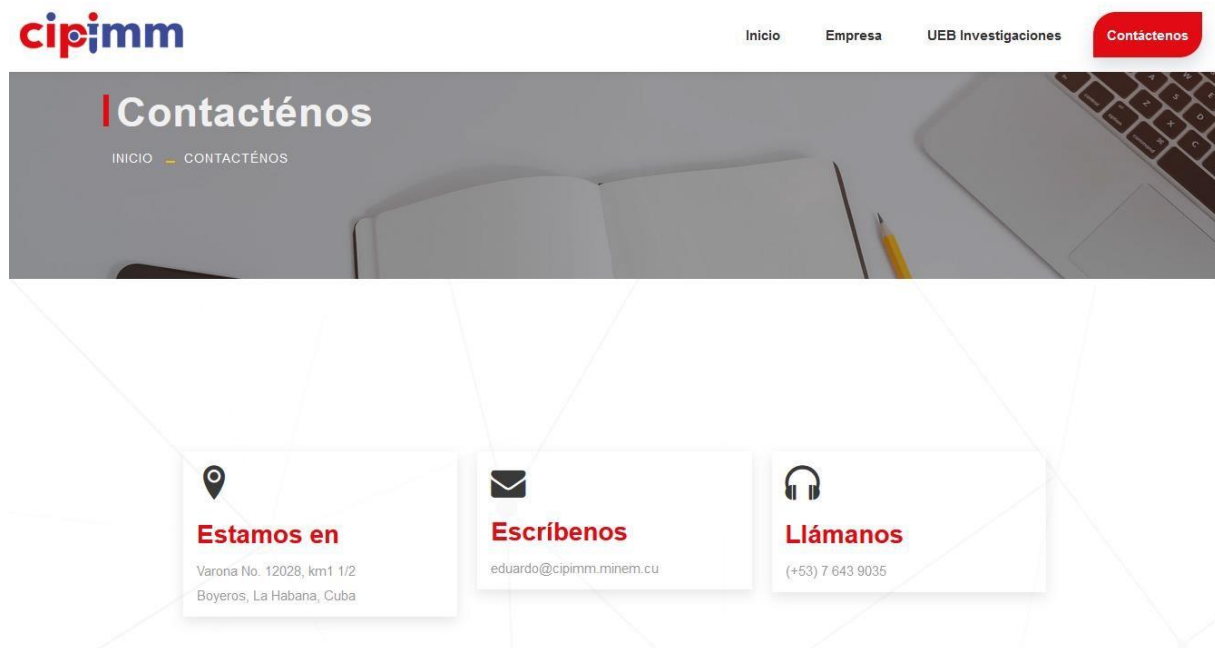 cipimm
Inicio Empresa UEB Investigaciones Contáctenos
Contacténos
INICIO – CONTACTÉNOS
Estamos en
Varona No. 12028, km1 1/2
Boyeros, La Habana, Cuba
Escríbenos
eduardo@cipimm.minem.cu
Llámanos
(+53) 7 643 9035